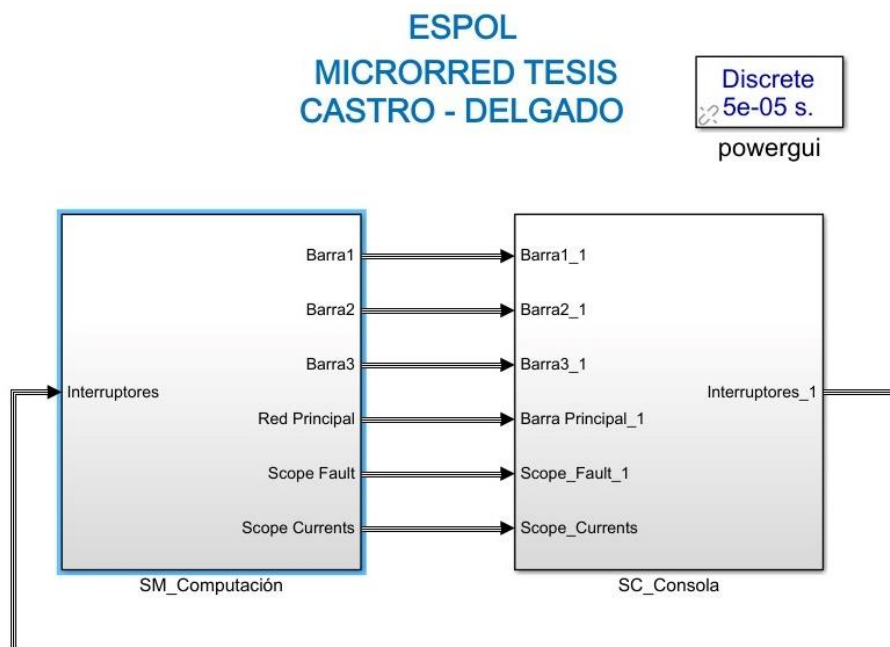 ESPOL
MICRORRED TESIS
CASTRO - DELGADO
Discrete
5e-05 s.
powergui
Interruptores
Barra1
Barra2
Barra3
Red Principal
Scope Fault
Scope Currents
SM_Computación
Barra1_1
Barra2_1
Barra3_1
Barra Principal_1
Scope_Fault_1
Scope_Currents
Interruptores_1
SC_Consola